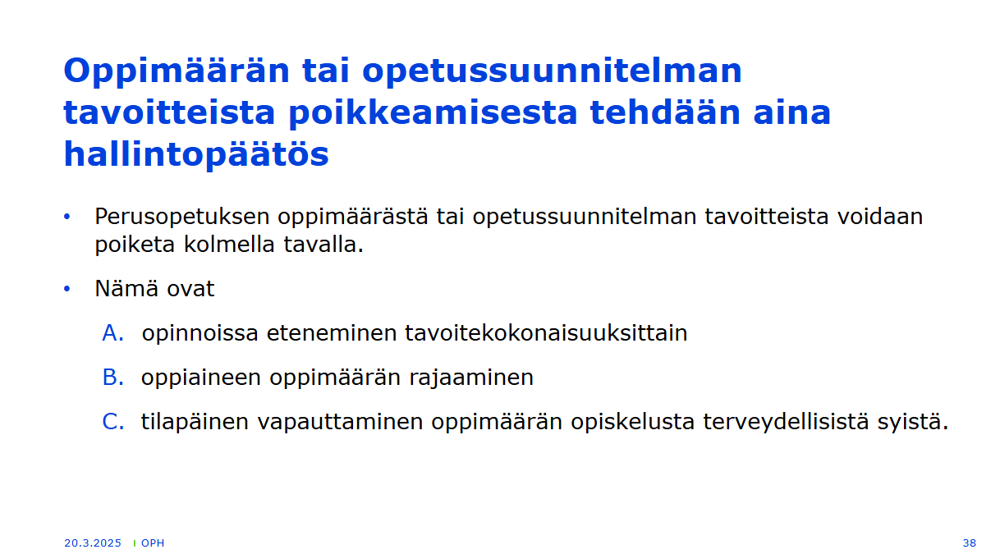 Oppimäärän tai opetussuunnitelman
tavoitteista poikkeamisesta tehdään aina
hallintopäätös
• Perusopetuksen oppimäärästä tai opetussuunnitelman tavoitteista voidaan
poiketa kolmella tavalla.
• Nämä ovat
A. opinnoissa eteneminen tavoitekokonaisuuksittain
B. oppiaineen oppimäärän rajaaminen
C. tilapäinen vapauttaminen oppimäärän opiskelusta terveydellisistä syistä.
20.3.2025 | OPH 38